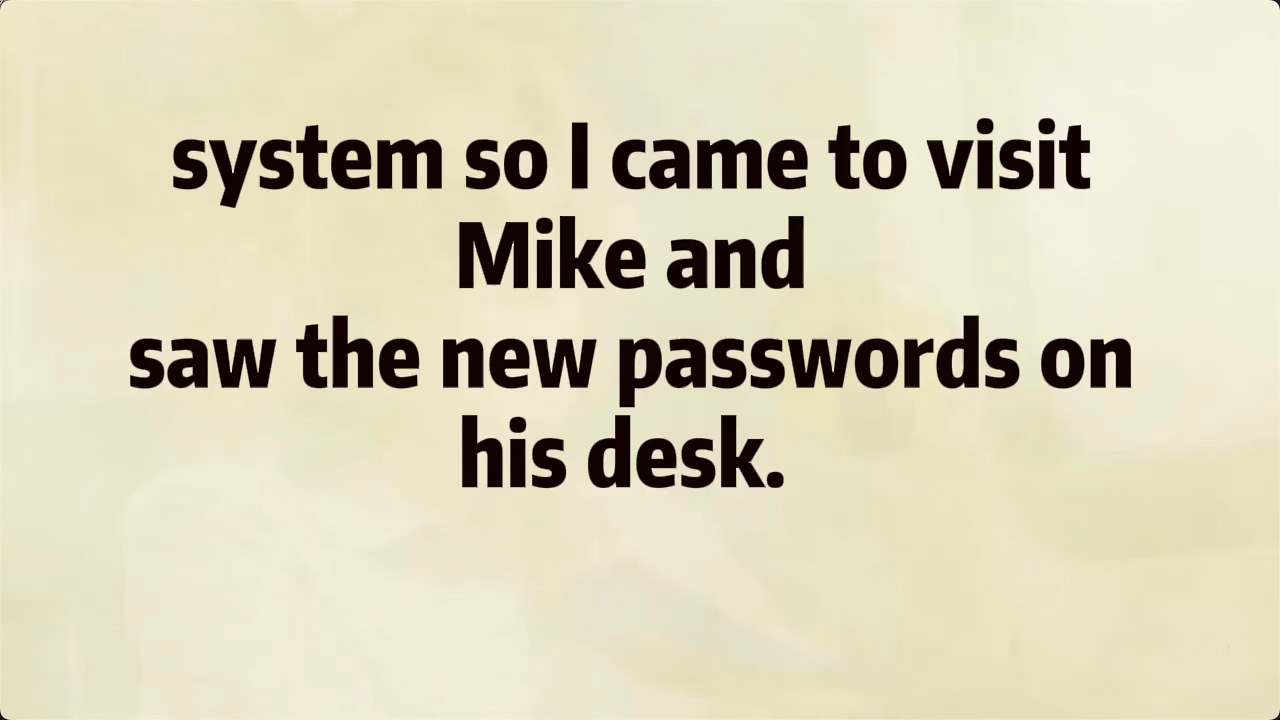 system so I came to visit
Mike and
saw the new passwords on
his desk.